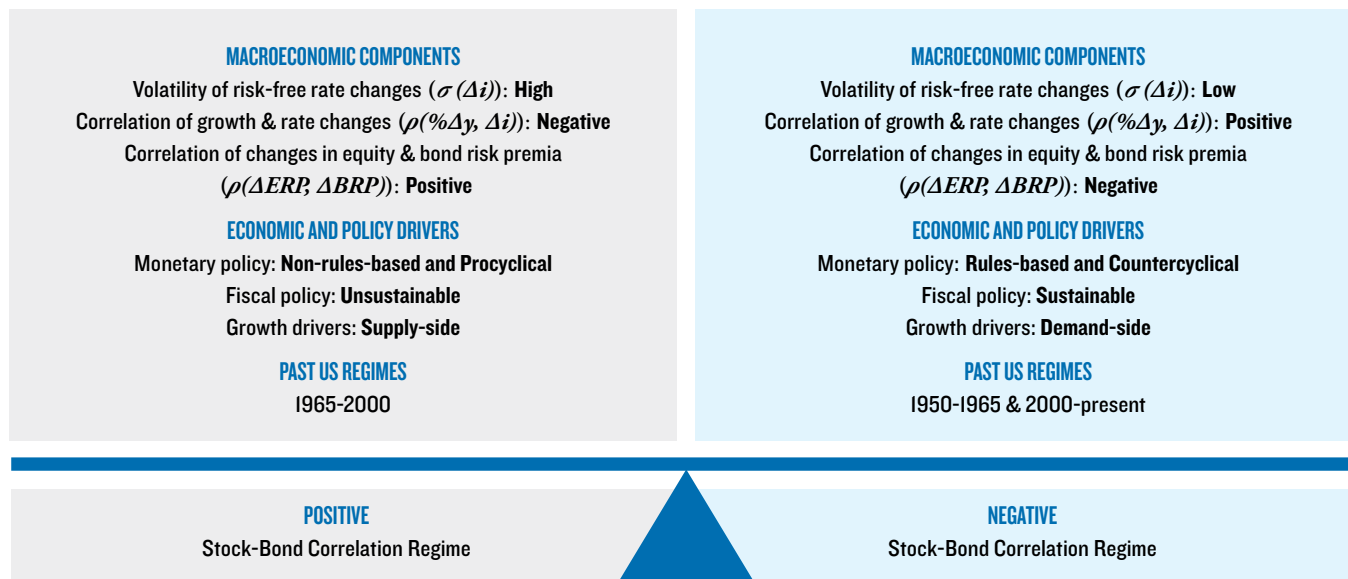 MACROECONOMIC COMPONENTS
Volatility of risk-free rate changes (σ (Δi)): High
Correlation of growth & rate changes (ρ(%Δy, Δi)): Negative
Correlation of changes in equity & bond risk premia
(ρ(ΔERP, ΔBRP)): Positive
ECONOMIC AND POLICY DRIVERS
Monetary policy: Non-rules-based and Procyclical
Fiscal policy: Unsustainable
Growth drivers: Supply-side
PAST US REGIMES
1965-2000
MACROECONOMIC COMPONENTS
Volatility of risk-free rate changes (σ (Δi)): Low
Correlation of growth & rate changes (ρ(%Δy, Δi)): Positive
Correlation of changes in equity & bond risk premia
(ρ(ΔERP, ΔBRP)): Negative
ECONOMIC AND POLICY DRIVERS
Monetary policy: Rules-based and Countercyclical
Fiscal policy: Sustainable
Growth drivers: Demand-side
PAST US REGIMES
1950-1965 & 2000-present
POSITIVE
Stock-Bond Correlation Regime
NEGATIVE
Stock-Bond Correlation Regime